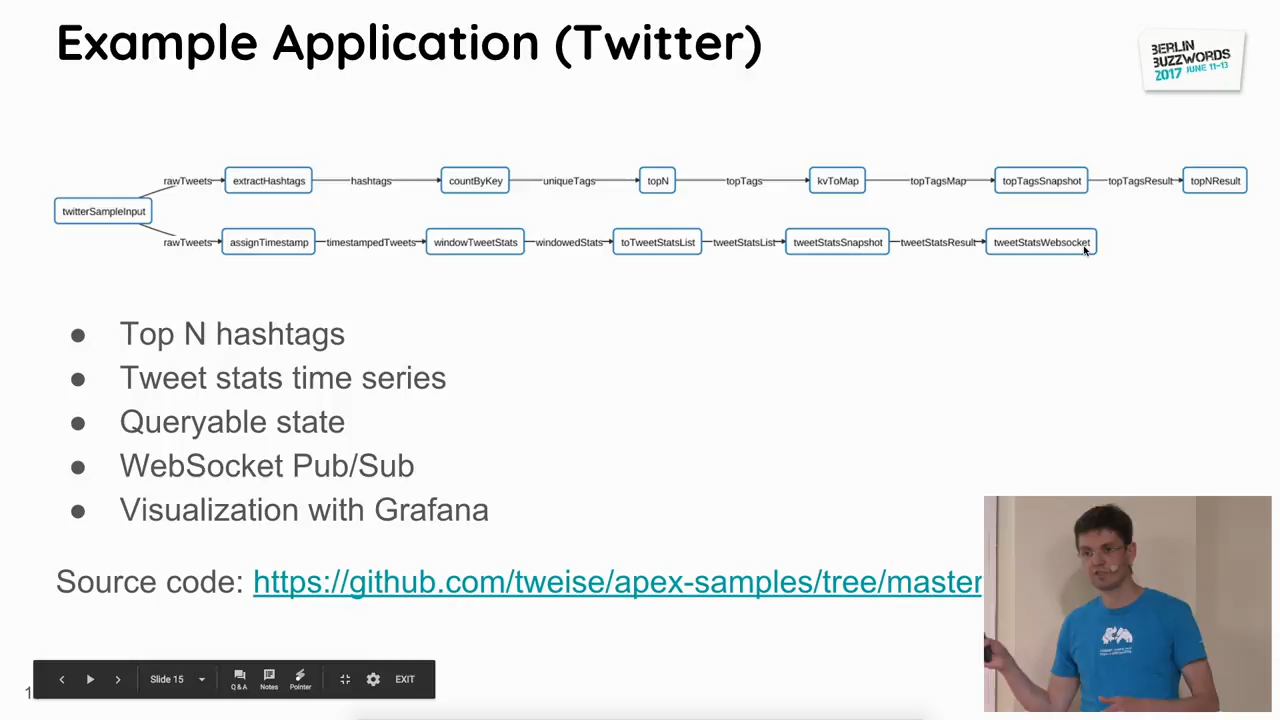 Example Application (Twitter)
BERLIN
BUZZWORDS
2017 JUNE 11-13
rawTweets extractHashtags hashtags countByKey uniqueTags topN topTags kvToMap topTagsMap topTagsSnapshot topTagsResult topNResult
twitterSampleInput
rawTweets assignTimestamp timestampedTweets windowTweetStats windowedStats toTweetStatsList tweetStatsList tweetStatsSnapshot tweetStatsResult tweetStatsWebsocket
● Top N hashtags
● Tweet stats time series
● Queryable state
● WebSocket Pub/Sub
● Visualization with Grafana
Source code: https://github.com/tweise/apex-samples/tree/master
Slide 15 Q & A Notes Pointer EXIT